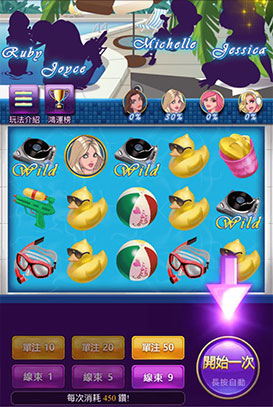 Ruby
Joyce
Michelle
Jessica
玩法介紹
鴻運榜
0%
50%
0%
0%
Wild
Wild
Wild
單注 10
單注 20
單注 50
線束 1
線束 5
線束 9
開始一次
長按自動
每次消耗 450 鑽!